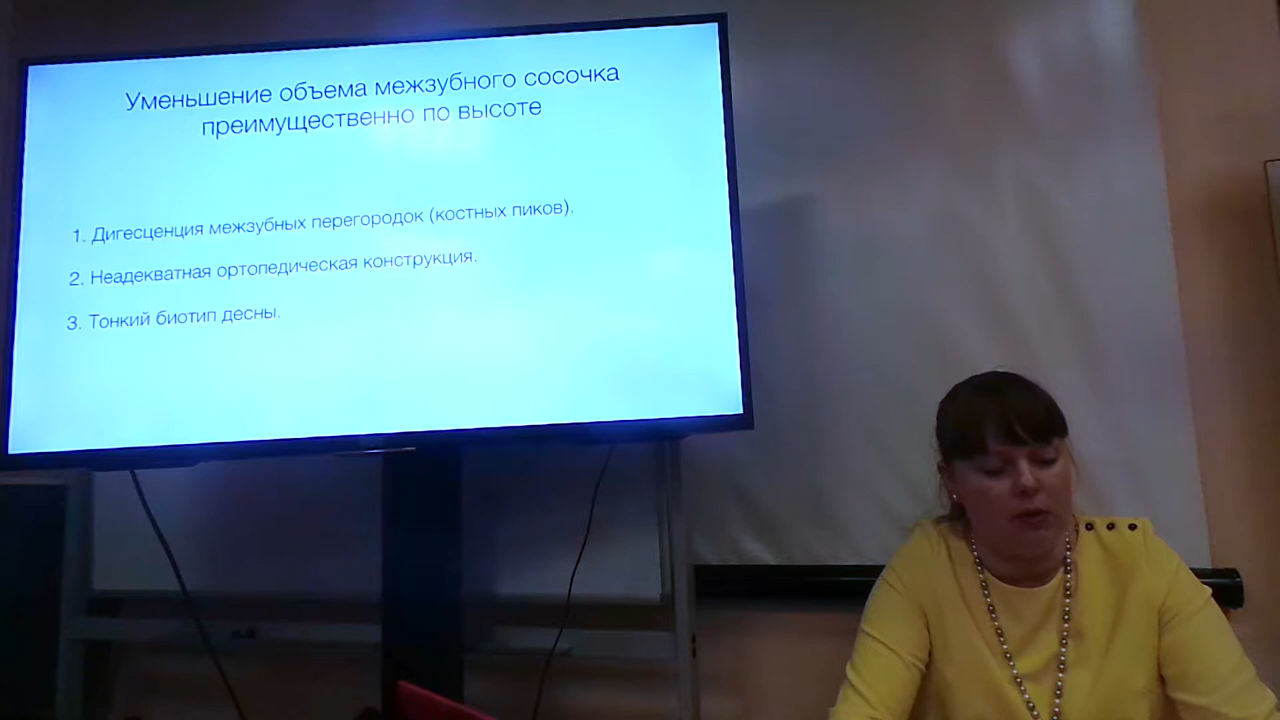 Уменьшение объема межзубного сосочка
преимущественно по высоте
1. Дигесценция межзубных перегородок (костных пиков).
2. Неадекватная ортопедическая конструкция.
3. Тонкий биотип десны.